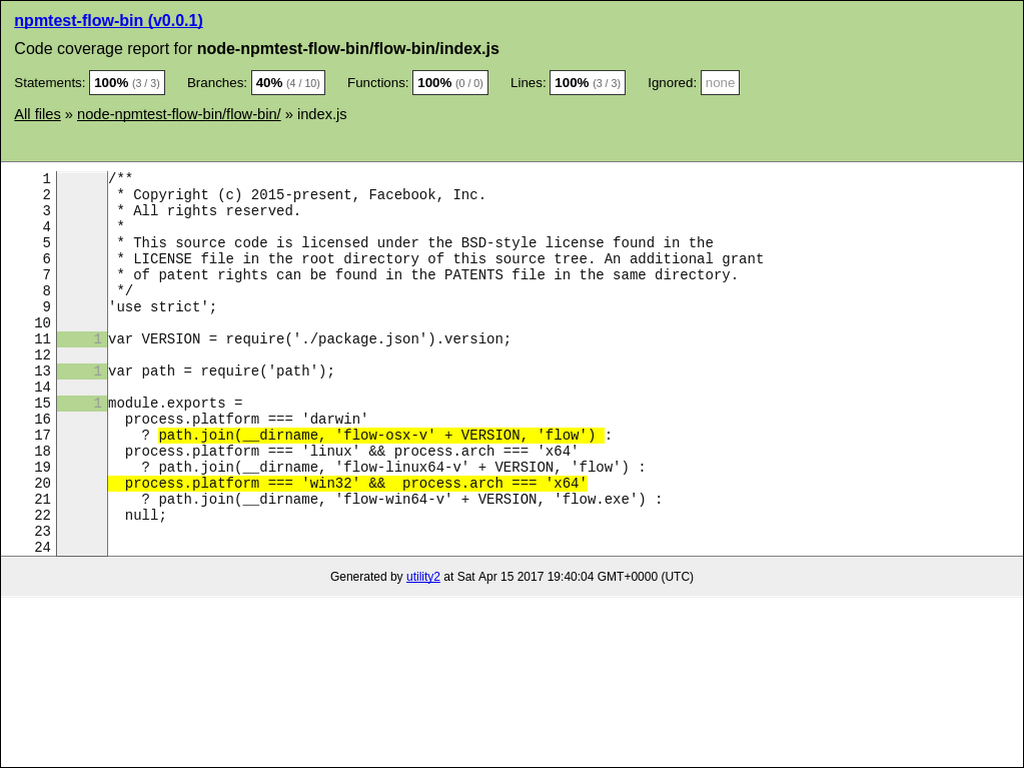 npmtest-flow-bin (v0.0.1)
Code coverage report for node-npmtest-flow-bin/flow-bin/index.js
Statements: 100% (3 / 3) Branches: 40% (4 / 10) Functions: 100% (0 / 0) Lines: 100% (3 / 3) Ignored: none
All files » node-npmtest-flow-bin/flow-bin/ » index.js
1 /**
2  * Copyright (c) 2015-present, Facebook, Inc.
3  * All rights reserved.
4  *
5  * This source code is licensed under the BSD-style license found in the
6  * LICENSE file in the root directory of this source tree. An additional grant
7  * of patent rights can be found in the PATENTS file in the same directory.
8  */
9 'use strict';
10
11 1 var VERSION = require('./package.json').version;
12
13 1 var path = require('path');
14
15 1 module.exports =
16   process.platform === 'darwin'
17     ? path.join(__dirname, 'flow-osx-v' + VERSION, 'flow') :
18   process.platform === 'linux' && process.arch === 'x64'
19     ? path.join(__dirname, 'flow-linux64-v' + VERSION, 'flow') :
20   process.platform === 'win32' &&  process.arch === 'x64'
21     ? path.join(__dirname, 'flow-win64-v' + VERSION, 'flow.exe') :
22   null;
23
24
Generated by utility2 at Sat Apr 15 2017 19:40:04 GMT+0000 (UTC)